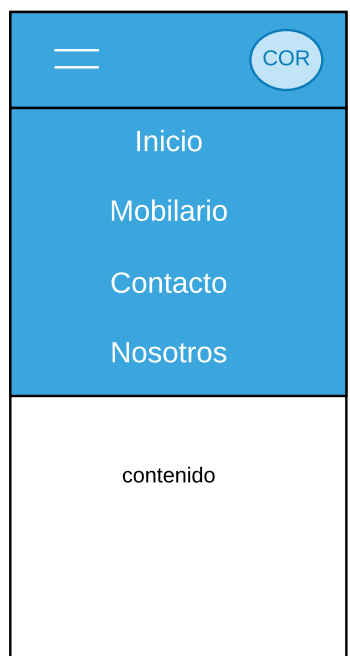 COR
Inicio
Mobilario
Contacto
Nosotros
contenido